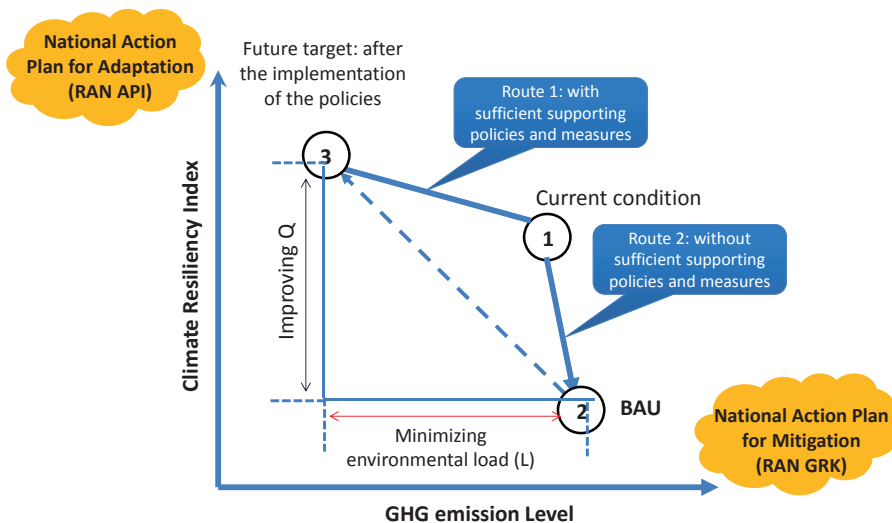 National Action
Plan for Adaptation
(RAN API)
Future target: after
the implementation
of the policies
Route 1: with
sufficient supporting
policies and measures
3
Current condition
1
Route 2: without
sufficient supporting
policies and measures
Climate Resiliency Index
Improving Q
2
BAU
Minimizing
environmental load (L)
National Action Plan
for Mitigation
(RAN GRK)
GHG emission Level